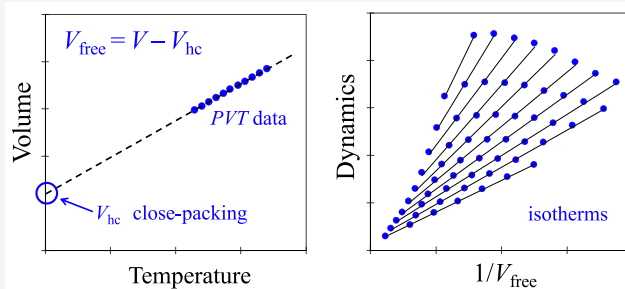 V_free = V − V_hc
PVT data
V_hc close-packing
Volume
Temperature
Dynamics
isotherms
1/V_free